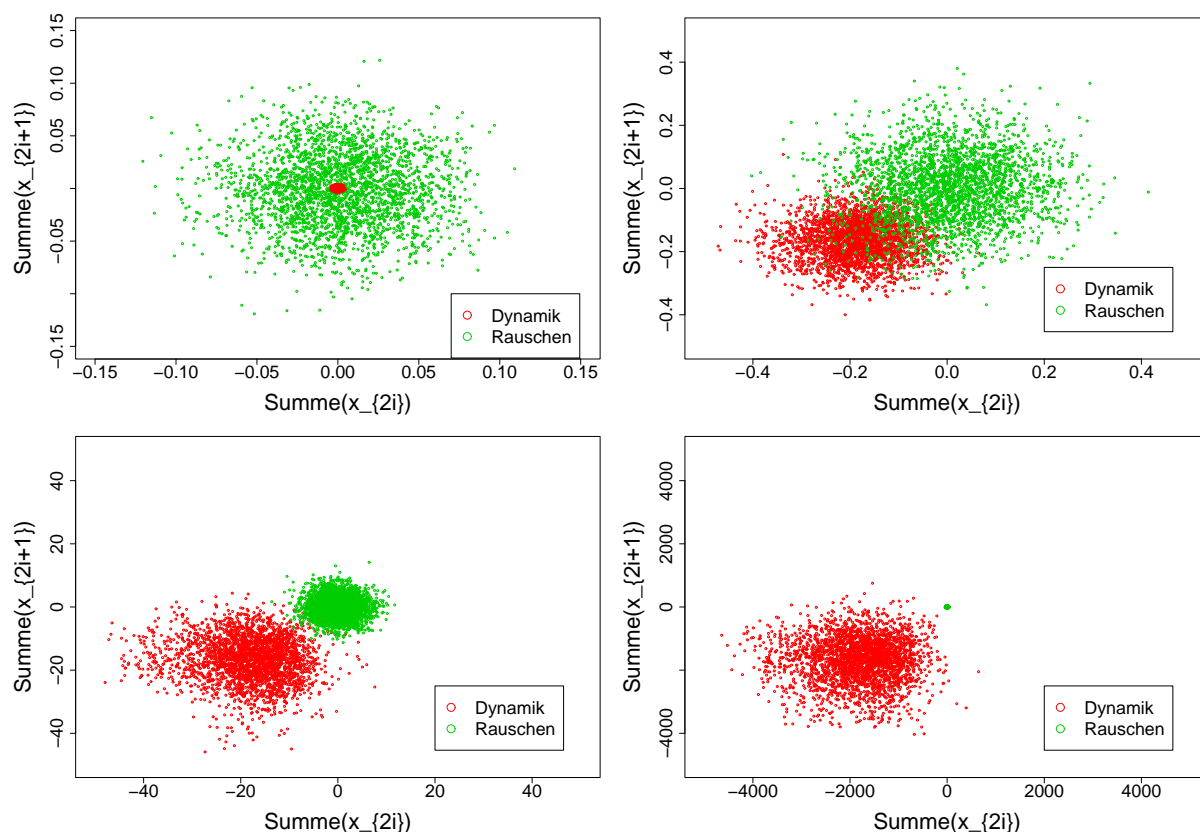 0.15
0.10
0.05
−0.05
−0.15
Summe(x_{2i+1})
Dynamik
Rauschen
−0.15
−0.10
−0.05
0.00
0.05
0.10
0.15
Summe(x_{2i})
0.4
0.2
0.0
−0.2
−0.4
Summe(x_{2i+1})
Dynamik
Rauschen
−0.4
−0.2
0.0
0.2
0.4
Summe(x_{2i})
40
20
0
−20
−40
Summe(x_{2i+1})
Dynamik
Rauschen
−40
−20
0
20
40
Summe(x_{2i})
4000
2000
0
−4000
Summe(x_{2i+1})
Dynamik
Rauschen
−4000
−2000
0
2000
4000
Summe(x_{2i})